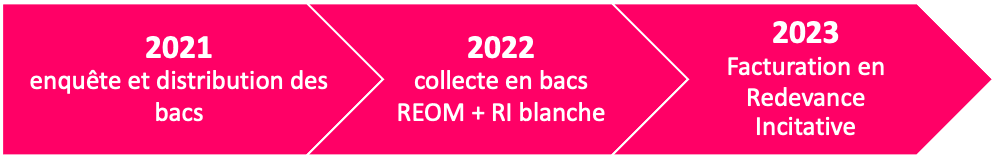 2021
enquête et distribution des
bacs
2022
collecte en bacs
REOM + RI blanche
2023
Facturation en
Redevance
Incitative